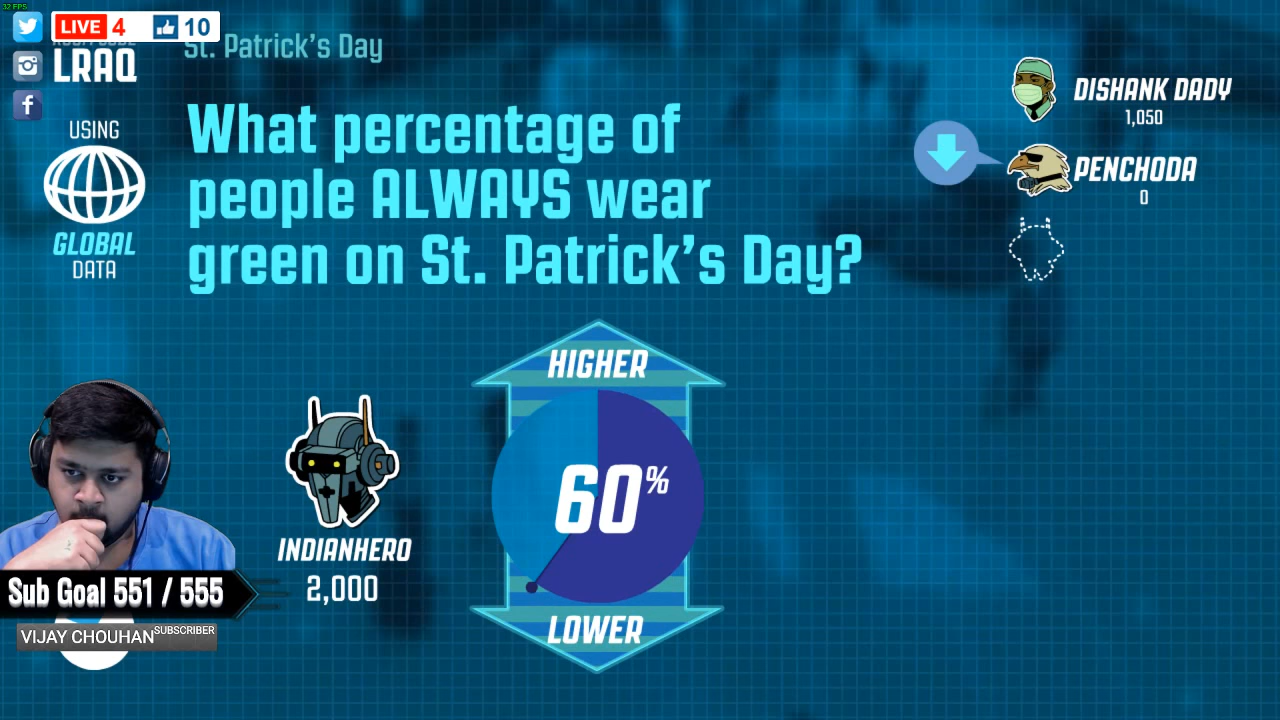 32 FPS
LIVE 4 10
St. Patrick's Day
LRAQ
USING
GLOBAL
DATA
What percentage of
people ALWAYS wear
green on St. Patrick's Day?
DISHANK DADY
1,050
PENCHODA
0
HIGHER
60%
LOWER
INDIANHERO
2,000
Sub Goal 551 / 555
VIJAY CHOUHAN SUBSCRIBER